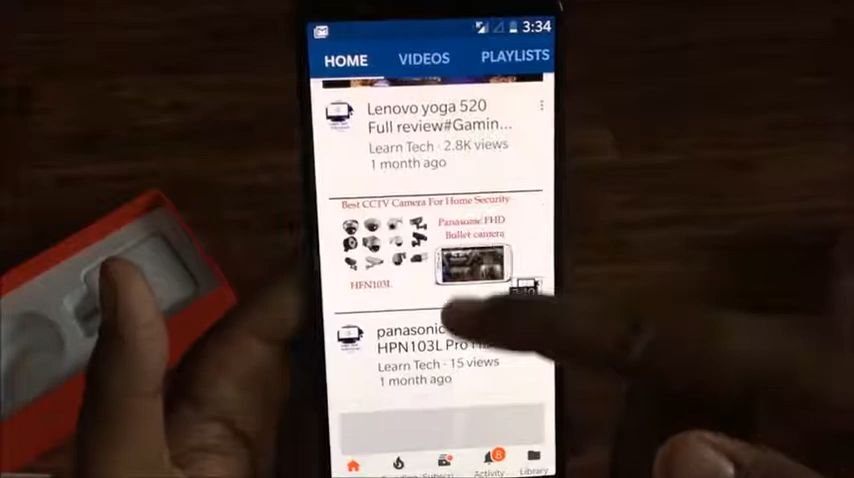 3:34
HOME VIDEOS PLAYLISTS
Lenovo yoga 520
Full review#Gamin...
Learn Tech · 2.8K views
1 month ago
Best CCTV Camera For Home Security
Panasonic FHD
Bullet camera
HFN103L
panasonic
HPN103L Pro
Learn Tech · 15 views
1 month ago
8
Activity Library